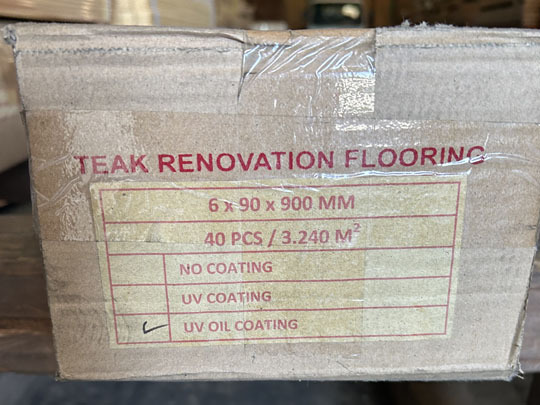 TEAK RENOVATION FLOORING
6 x 90 x 900 MM
40 PCS / 3.240 M²
NO COATING
UV COATING
✓ UV OIL COATING